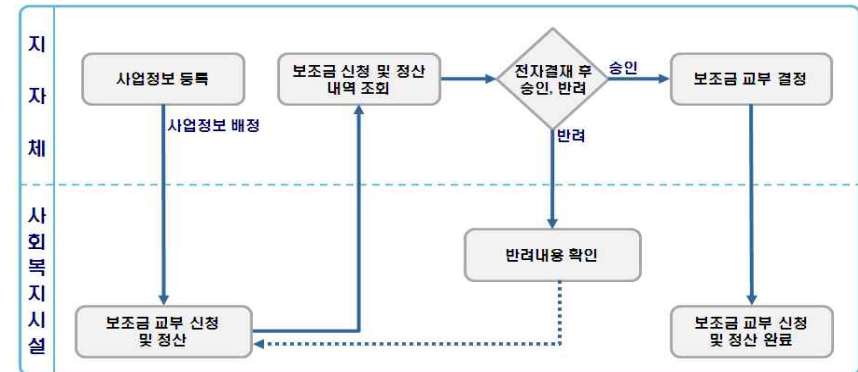 지자체
사업정보 등록
보조금 신청 및 정산
내역 조회
전자결재 후
승인, 반려
승인
보조금 교부 결정
사업정보 배정
반려
사회복지시설
반려내용 확인
보조금 교부 신청
및 정산
보조금 교부 신청
및 정산 완료